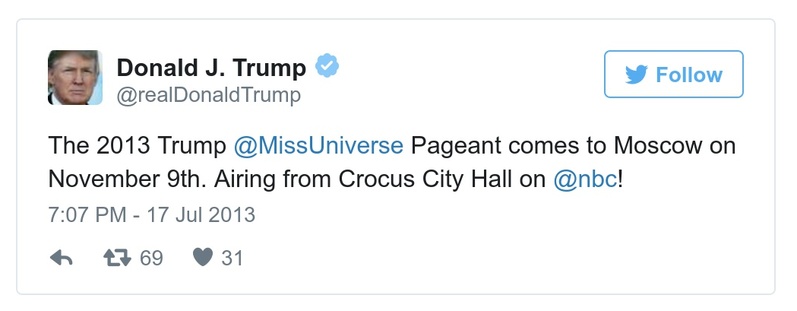 Donald J. Trump
@realDonaldTrump
Follow
The 2013 Trump @MissUniverse Pageant comes to Moscow on
November 9th. Airing from Crocus City Hall on @nbc!
7:07 PM - 17 Jul 2013
69 31